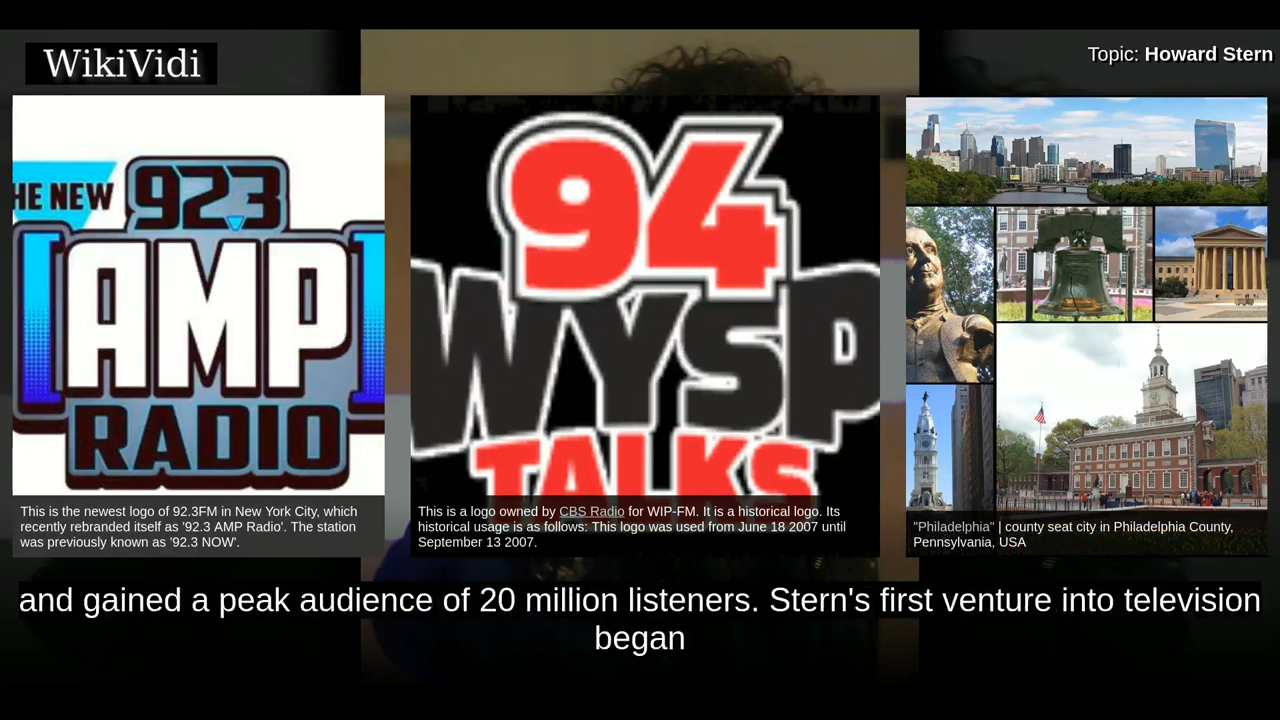 WikiVidi
Topic: Howard Stern
HE NEW
92.3
[AMP]
RADIO
This is the newest logo of 92.3FM in New York City, which
recently rebranded itself as '92.3 AMP Radio'. The station
was previously known as '92.3 NOW'.
94
WYSP
TALKS
This is a logo owned by CBS Radio for WIP-FM. It is a historical logo. Its
historical usage is as follows: This logo was used from June 18 2007 until
September 13 2007.
"Philadelphia" | county seat city in Philadelphia County,
Pennsylvania, USA
and gained a peak audience of 20 million listeners. Stern's first venture into television
began